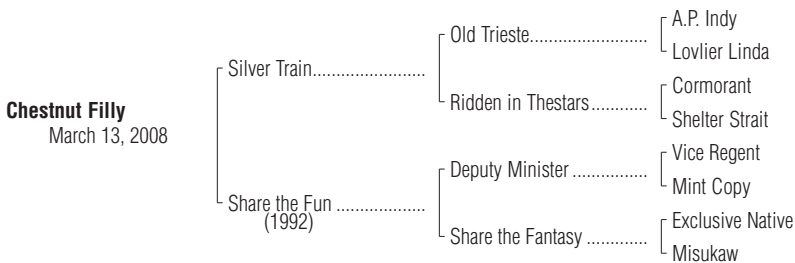 A.P. Indy
Old Trieste........................
Lovlier Linda
Silver Train.......................
Cormorant
Ridden in Thestars............
Shelter Strait
Chestnut Filly
March 13, 2008
Vice Regent
Deputy Minister ................
Mint Copy
Share the Fun ...................
(1992)
Exclusive Native
Share the Fantasy .............
Misukaw